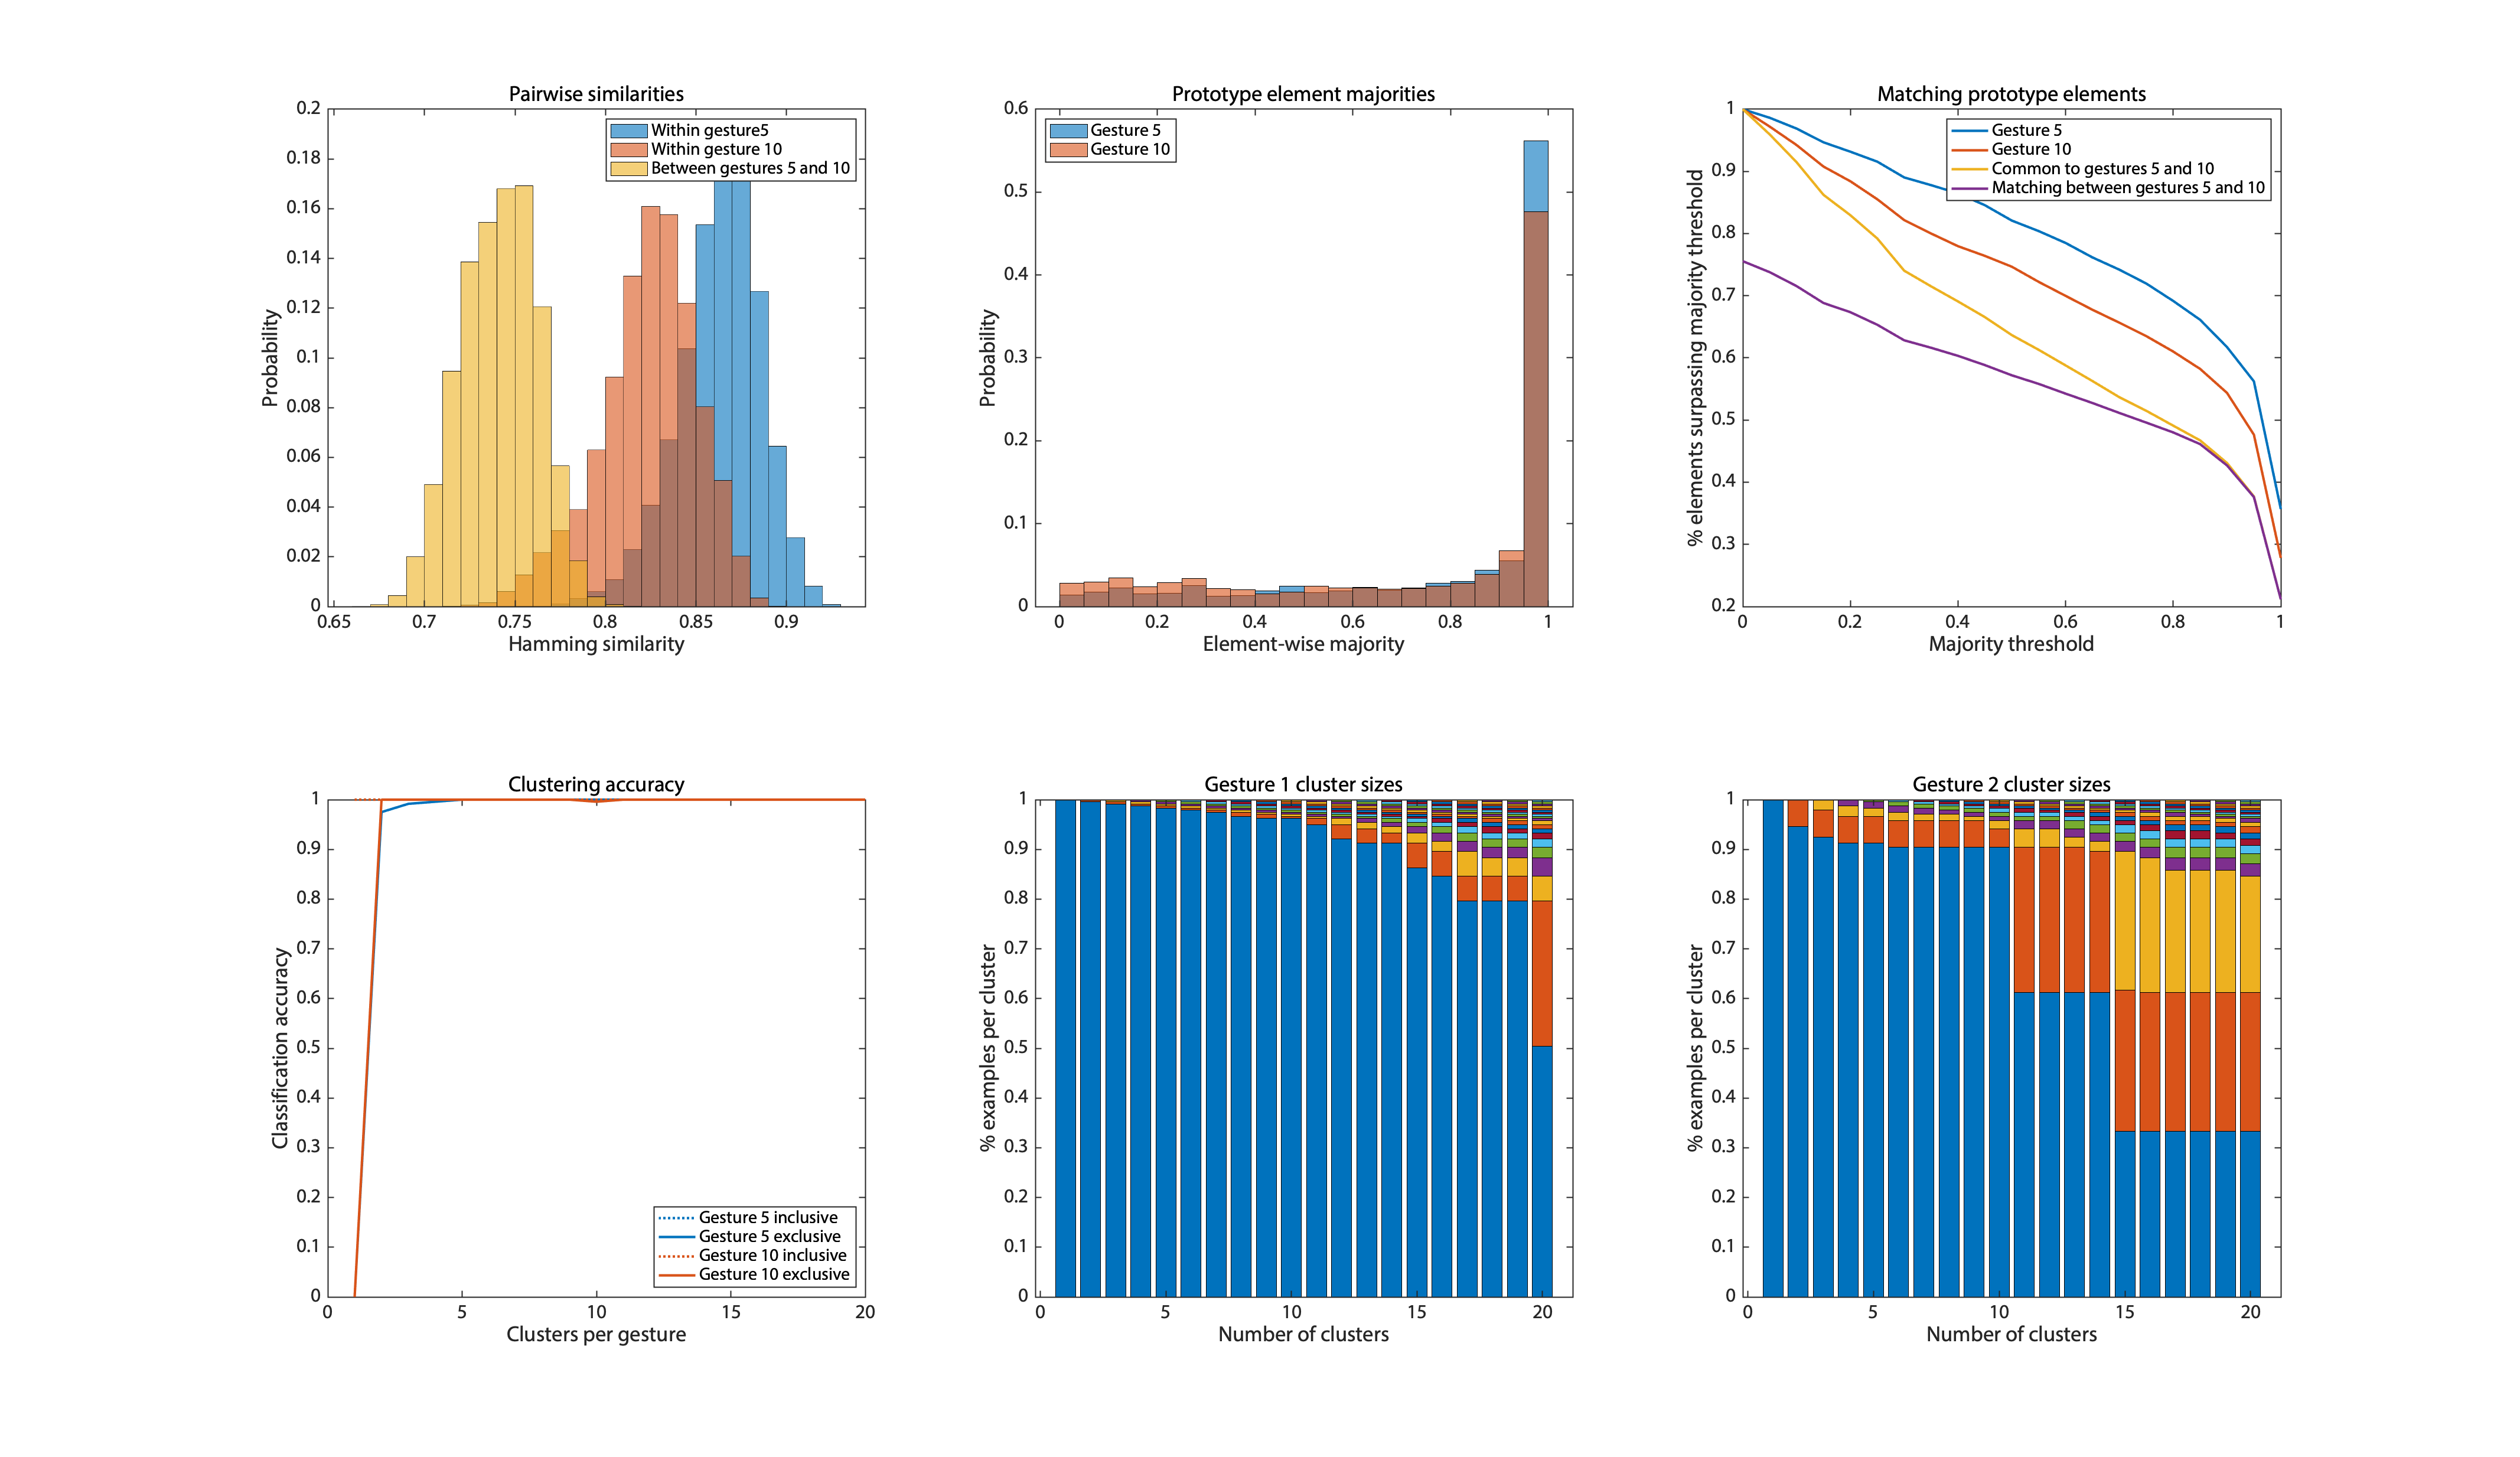 Pairwise similarities
0.2
0.18
0.16
0.14
0.12
0.1
0.08
0.06
0.04
0.02
0
Probability
Within gesture5
Within gesture 10
Between gestures 5 and 10
0.65 0.7 0.75 0.8 0.85 0.9
Hamming similarity
Prototype element majorities
0.6
0.5
0.4
0.3
0.2
0.1
0
Probability
Gesture 5
Gesture 10
0 0.2 0.4 0.6 0.8 1
Element-wise majority
Matching prototype elements
1
0.9
0.8
0.7
0.6
0.5
0.4
0.3
0.2
% elements surpassing majority threshold
Gesture 5
Gesture 10
Common to gestures 5 and 10
Matching between gestures 5 and 10
0 0.2 0.4 0.6 0.8 1
Majority threshold
Clustering accuracy
1
0.9
0.8
0.7
0.6
0.5
0.4
0.3
0.2
0.1
0
Classification accuracy
Gesture 5 inclusive
Gesture 5 exclusive
Gesture 10 inclusive
Gesture 10 exclusive
0 5 10 15 20
Clusters per gesture
Gesture 1 cluster sizes
1
0.9
0.8
0.7
0.6
0.5
0.4
0.3
0.2
0.1
0
% examples per cluster
0 5 10 15 20
Number of clusters
Gesture 2 cluster sizes
1
0.9
0.8
0.7
0.6
0.5
0.4
0.3
0.2
0.1
0
% examples per cluster
0 5 10 15 20
Number of clusters